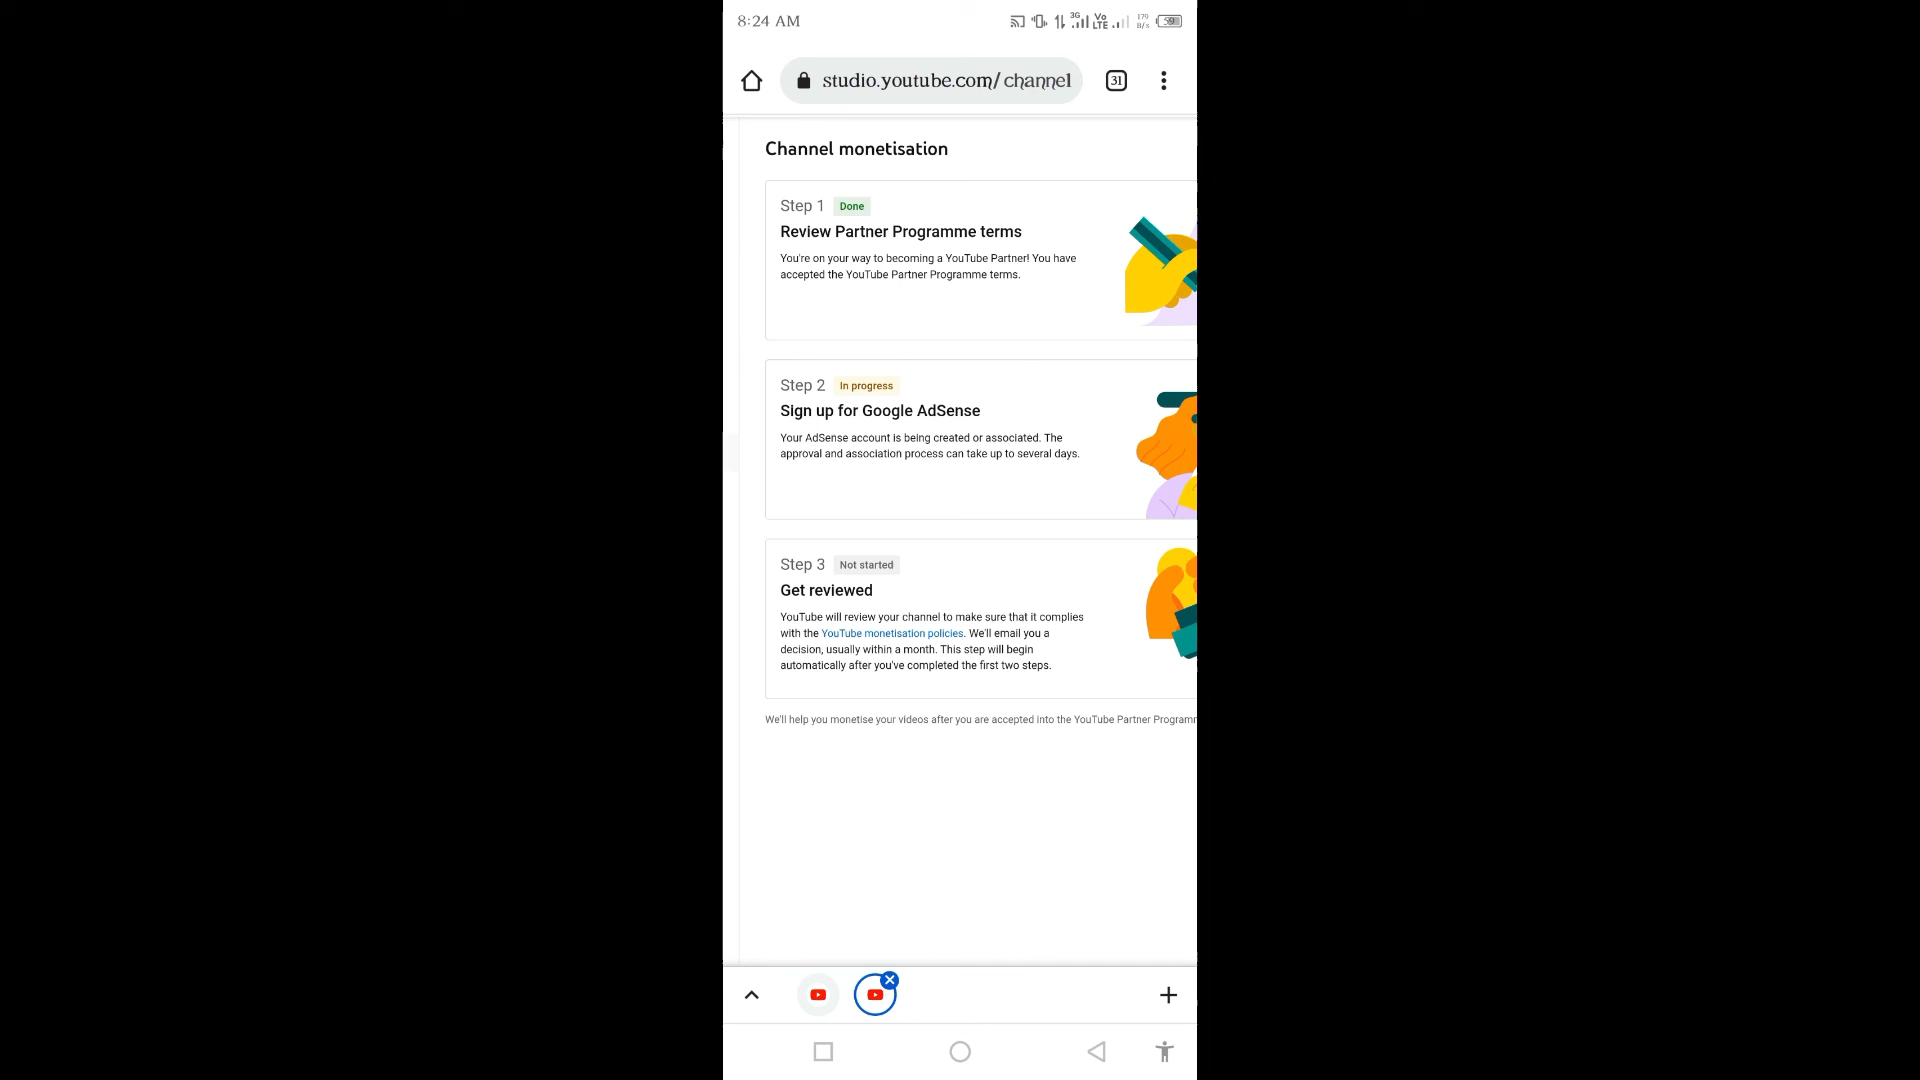 8:24 AM
3G
Vo
LTE
179
B/s
59
studio.youtube.com/channel
31
Channel monetisation
Step 1 Done
Review Partner Programme terms
You're on your way to becoming a YouTube Partner! You have
accepted the YouTube Partner Programme terms.
Step 2 In progress
Sign up for Google AdSense
Your AdSense account is being created or associated. The
approval and association process can take up to several days.
Step 3 Not started
Get reviewed
YouTube will review your channel to make sure that it complies
with the YouTube monetisation policies. We'll email you a
decision, usually within a month. This step will begin
automatically after you've completed the first two steps.
We'll help you monetise your videos after you are accepted into the YouTube Partner Program